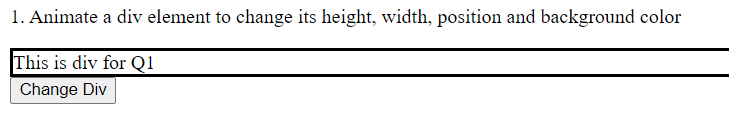 1. Animate a div element to change its height, width, position and background color
This is div for Q1
Change Div